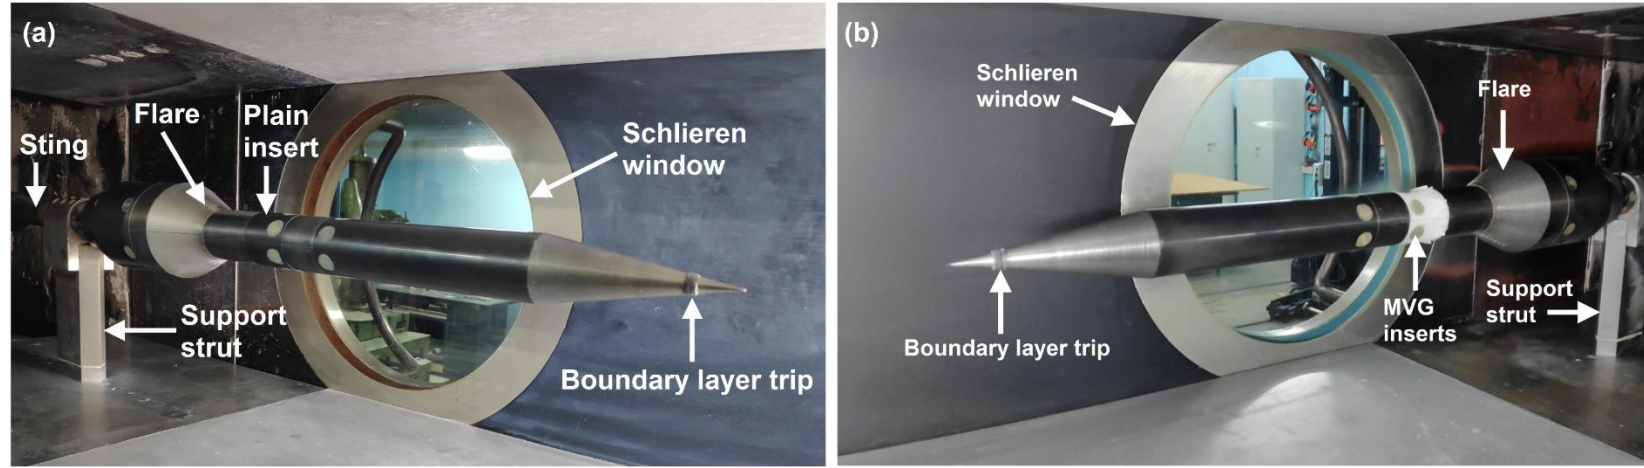 (a)
Sting
Flare
Plain
insert
Schlieren
window
Support
strut
Boundary layer trip
(b)
Schlieren
window
Flare
MVG
inserts
Support
strut
Boundary layer trip